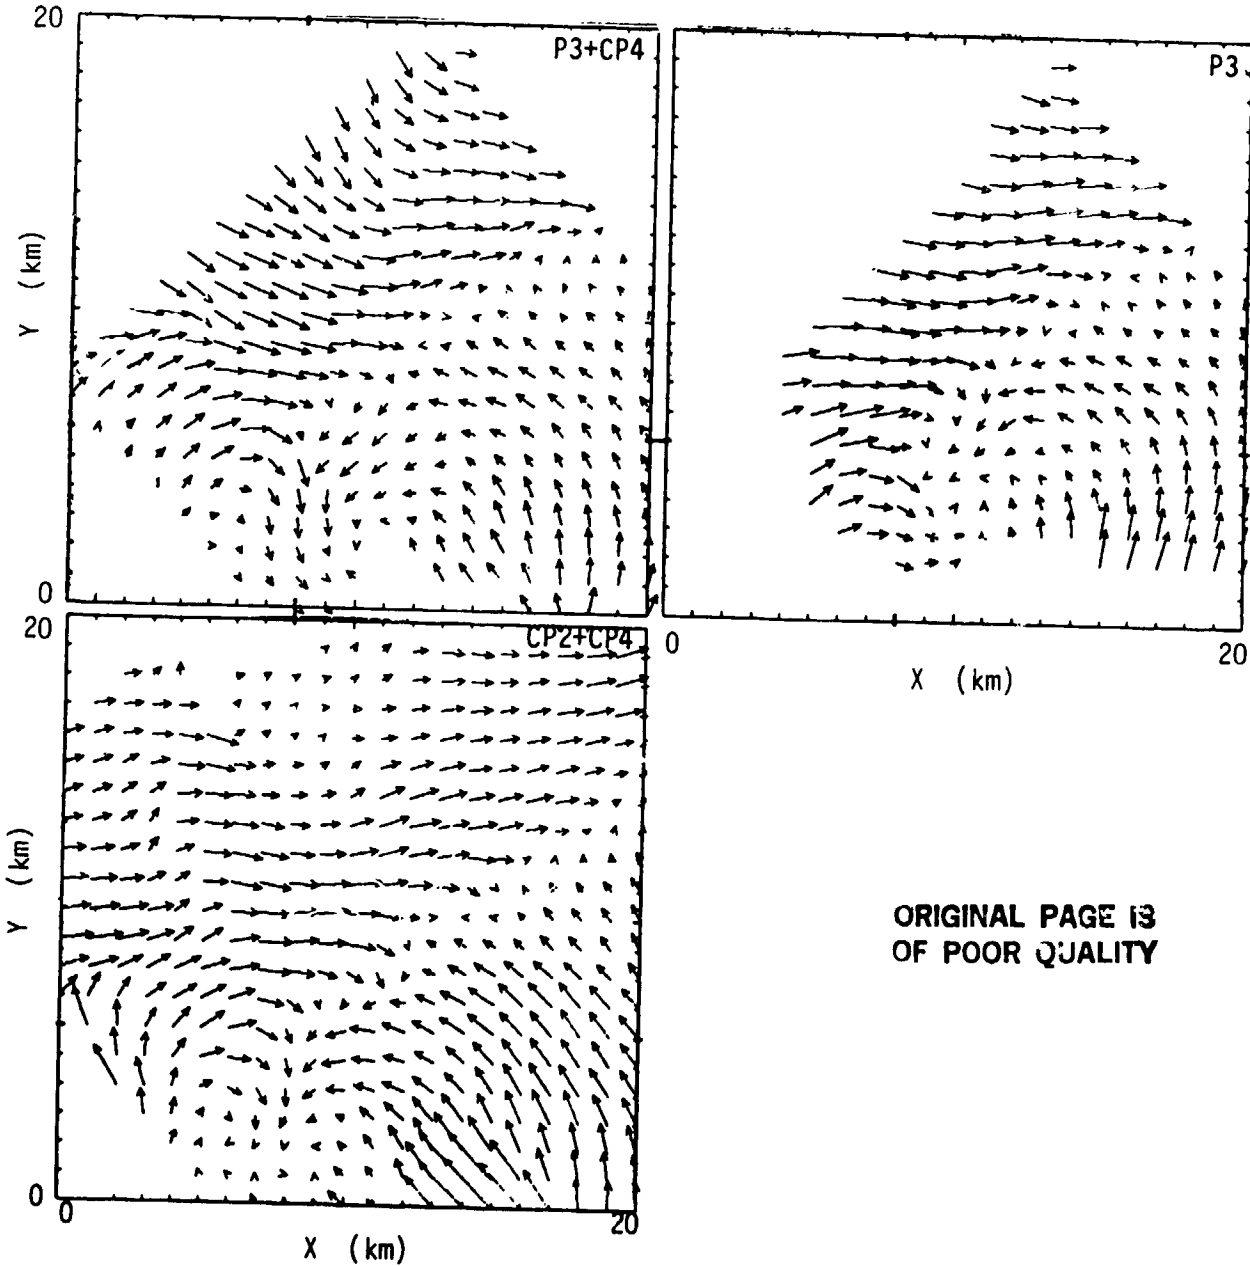 20
P3+CP4
P3
Y (km)
0
20
CP2+CP4
0
20
X (km)
Y (km)
ORIGINAL PAGE IS
OF POOR QUALITY
0
0
20
X (km)